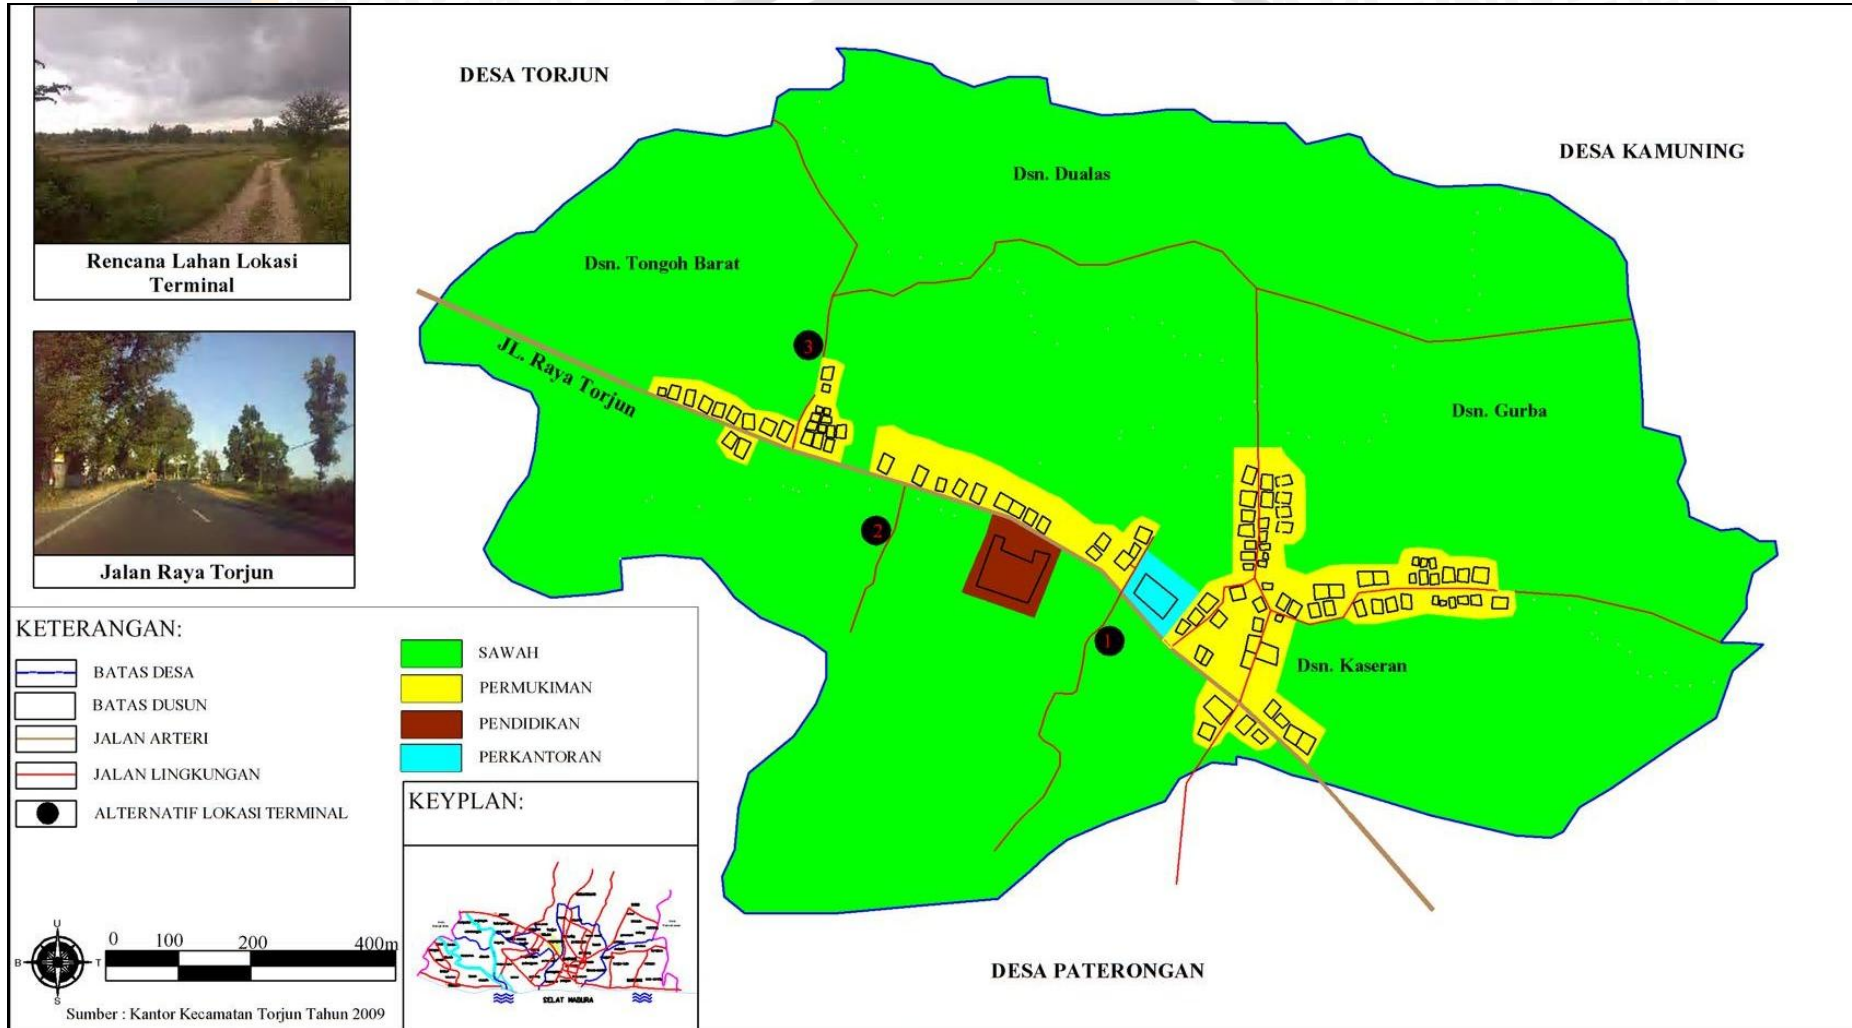 Rencana Lahan Lokasi
Terminal
Jalan Raya Torjun
DESA TORJUN
DESA KAMUNING
Dsn. Dualas
Dsn. Tongoh Barat
JL. Raya Torjun
3
Dsn. Gurba
2
1
Dsn. Kaseran
DESA PATERONGAN
KETERANGAN:
BATAS DESA
BATAS DUSUN
JALAN ARTERI
JALAN LINGKUNGAN
ALTERNATIF LOKASI TERMINAL
SAWAH
PERMUKIMAN
PENDIDIKAN
PERKANTORAN
KEYPLAN:
SELAT MADURA
U
B
T
S
0 100 200 400m
Sumber : Kantor Kecamatan Torjun Tahun 2009